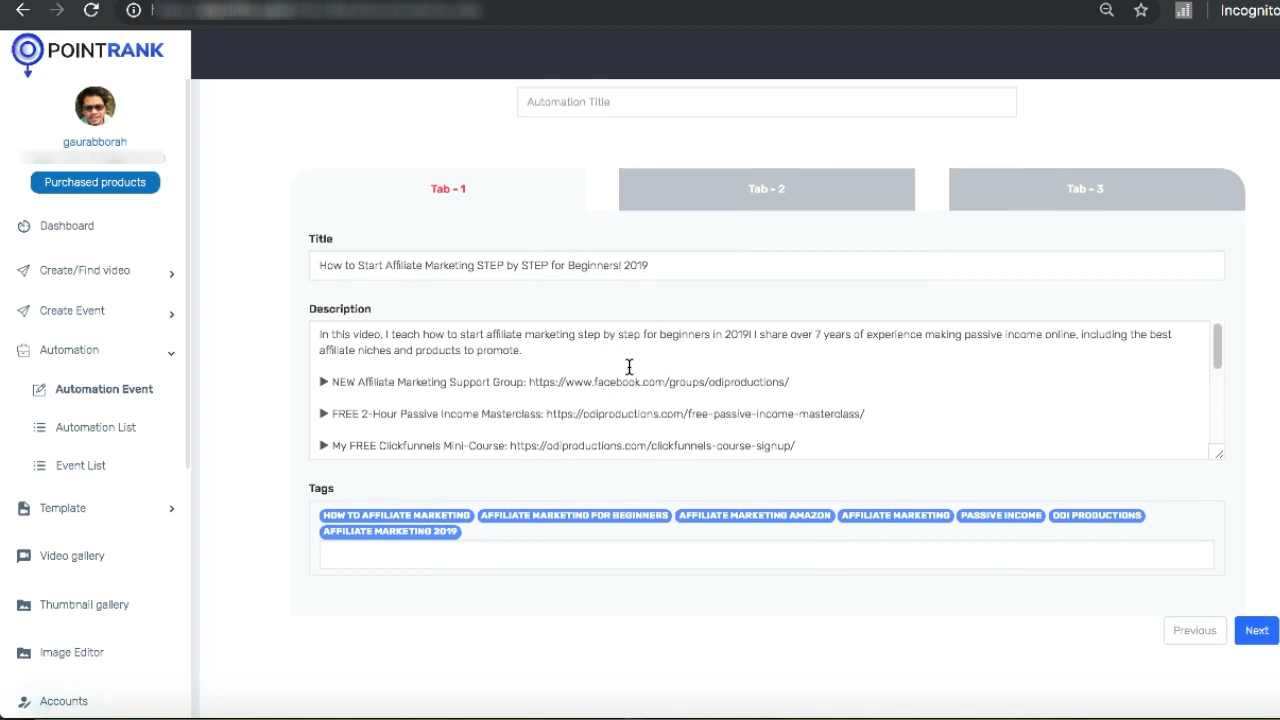 Incognito
POINTRANK
gaurabborah
Purchased products
Dashboard
Create/Find video
Create Event
Automation
Automation Event
Automation List
Event List
Template
Video gallery
Thumbnail gallery
Image Editor
Accounts
Automation Title
Tab - 1
Tab - 2
Tab - 3
Title
How to Start Affiliate Marketing STEP by STEP for Beginners! 2019
Description
In this video, I teach how to start affiliate marketing step by step for beginners in 2019! I share over 7 years of experience making passive income online, including the best
affiliate niches and products to promote.
▶ NEW Affiliate Marketing Support Group: https://www.facebook.com/groups/odiproductions/
▶ FREE 2-Hour Passive Income Masterclass: https://odiproductions.com/free-passive-income-masterclass/
▶ My FREE Clickfunnels Mini-Course: https://odiproductions.com/clickfunnels-course-signup/
Tags
HOW TO AFFILIATE MARKETING AFFILIATE MARKETING FOR BEGINNERS AFFILIATE MARKETING AMAZON AFFILIATE MARKETING PASSIVE INCOME ODI PRODUCTIONS
AFFILIATE MARKETING 2019
Previous Next